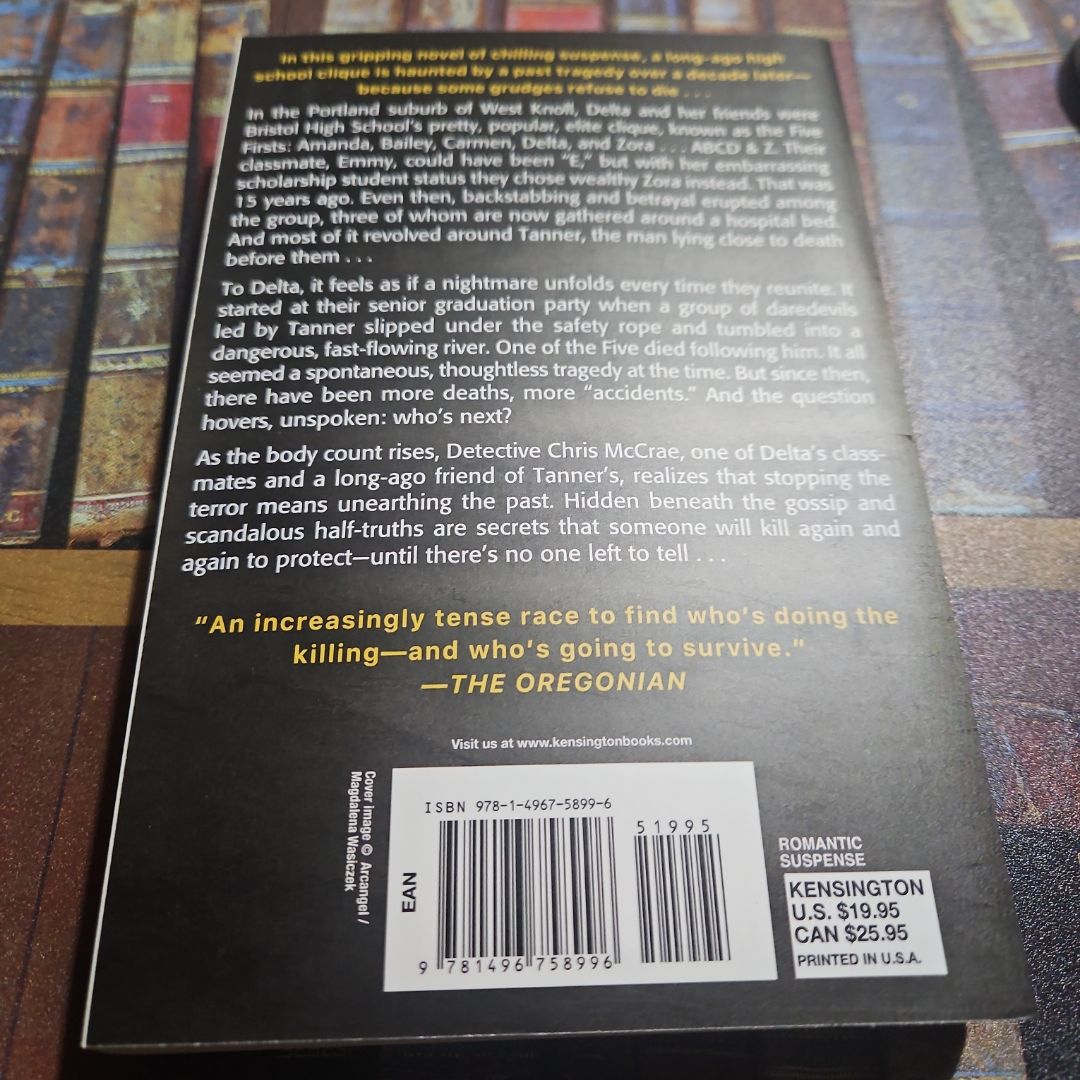 In this gripping novel of chilling suspense, a long-ago high
school clique is haunted by a past tragedy over a decade later—
because some grudges refuse to die . . .
In the Portland suburb of West Knoll, Delta and her friends were
Bristol High School's pretty, popular, elite clique, known as the Five
Firsts: Amanda, Bailey, Carmen, Delta, and Zora . . . ABCD & Z. Their
classmate, Emmy, could have been “E,” but with her embarrassing
scholarship student status they chose wealthy Zora instead. That was
15 years ago. Even then, backstabbing and betrayal erupted among
the group, three of whom are now gathered around a hospital bed.
And most of it revolved around Tanner, the man lying close to death
before them . . .
To Delta, it feels as if a nightmare unfolds every time they reunite. It
started at their senior graduation party when a group of daredevils
led by Tanner slipped under the safety rope and tumbled into a
dangerous, fast-flowing river. One of the Five died following him. It all
seemed a spontaneous, thoughtless tragedy at the time. But since then,
there have been more deaths, more “accidents.” And the question
hovers, unspoken: who's next?
As the body count rises, Detective Chris McCrae, one of Delta's class-
mates and a long-ago friend of Tanner's, realizes that stopping the
terror means unearthing the past. Hidden beneath the gossip and
scandalous half-truths are secrets that someone will kill again and
again to protect—until there's no one left to tell . . .
“An increasingly tense race to find who's doing the
killing—and who's going to survive.”
—THE OREGONIAN
Visit us at www.kensingtonbooks.com
Cover image © Arcangel /
Magdalena Wasiczek
ISBN 978-1-4967-5899-6
51995
EAN
9 781496 758996
ROMANTIC
SUSPENSE
KENSINGTON
U.S. $19.95
CAN $25.95
PRINTED IN U.S.A.